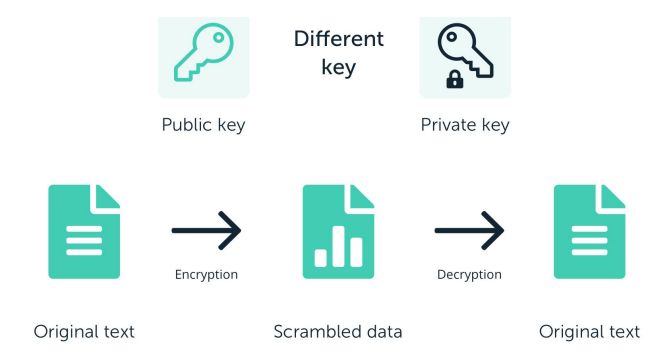 Different
key
Public key
Private key
Encryption
Decryption
Original text
Scrambled data
Original text